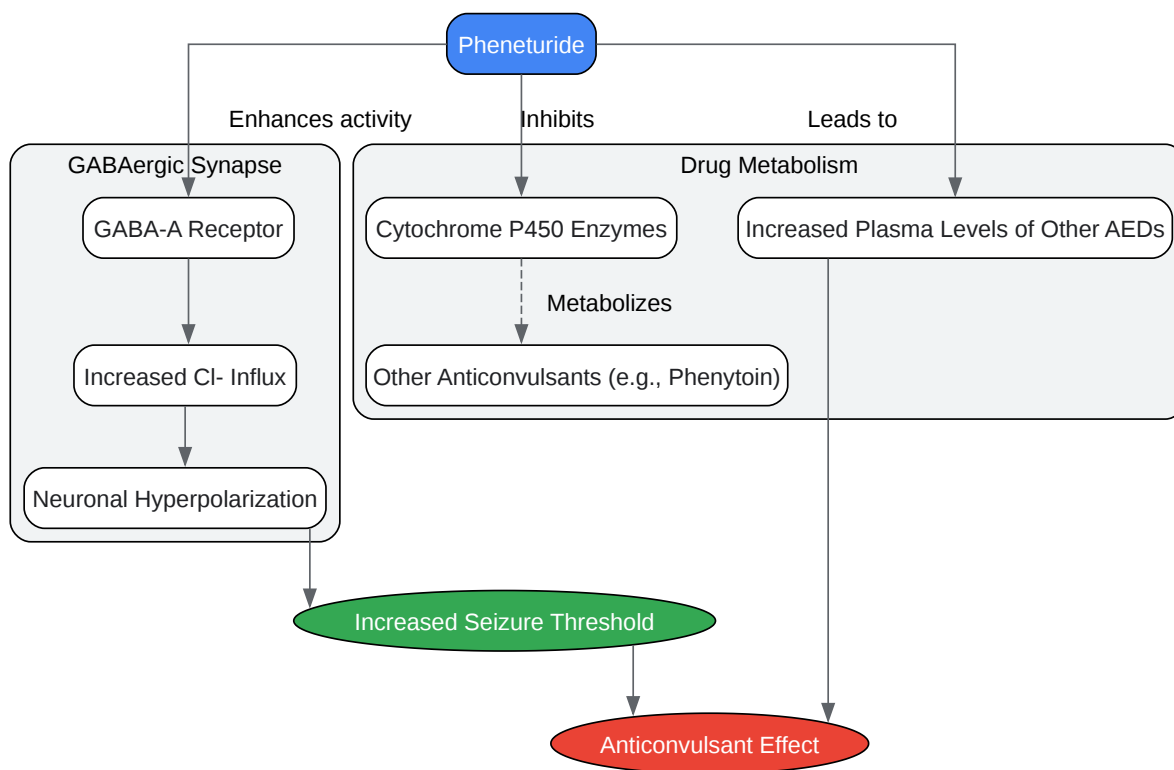 Pheneturide
Enhances activity
Inhibits
Leads to
GABAergic Synapse
Drug Metabolism
GABA-A Receptor
Cytochrome P450 Enzymes
Increased Plasma Levels of Other AEDs
Metabolizes
Increased Cl- Influx
Other Anticonvulsants (e.g., Phenytoin)
Neuronal Hyperpolarization
Increased Seizure Threshold
Anticonvulsant Effect